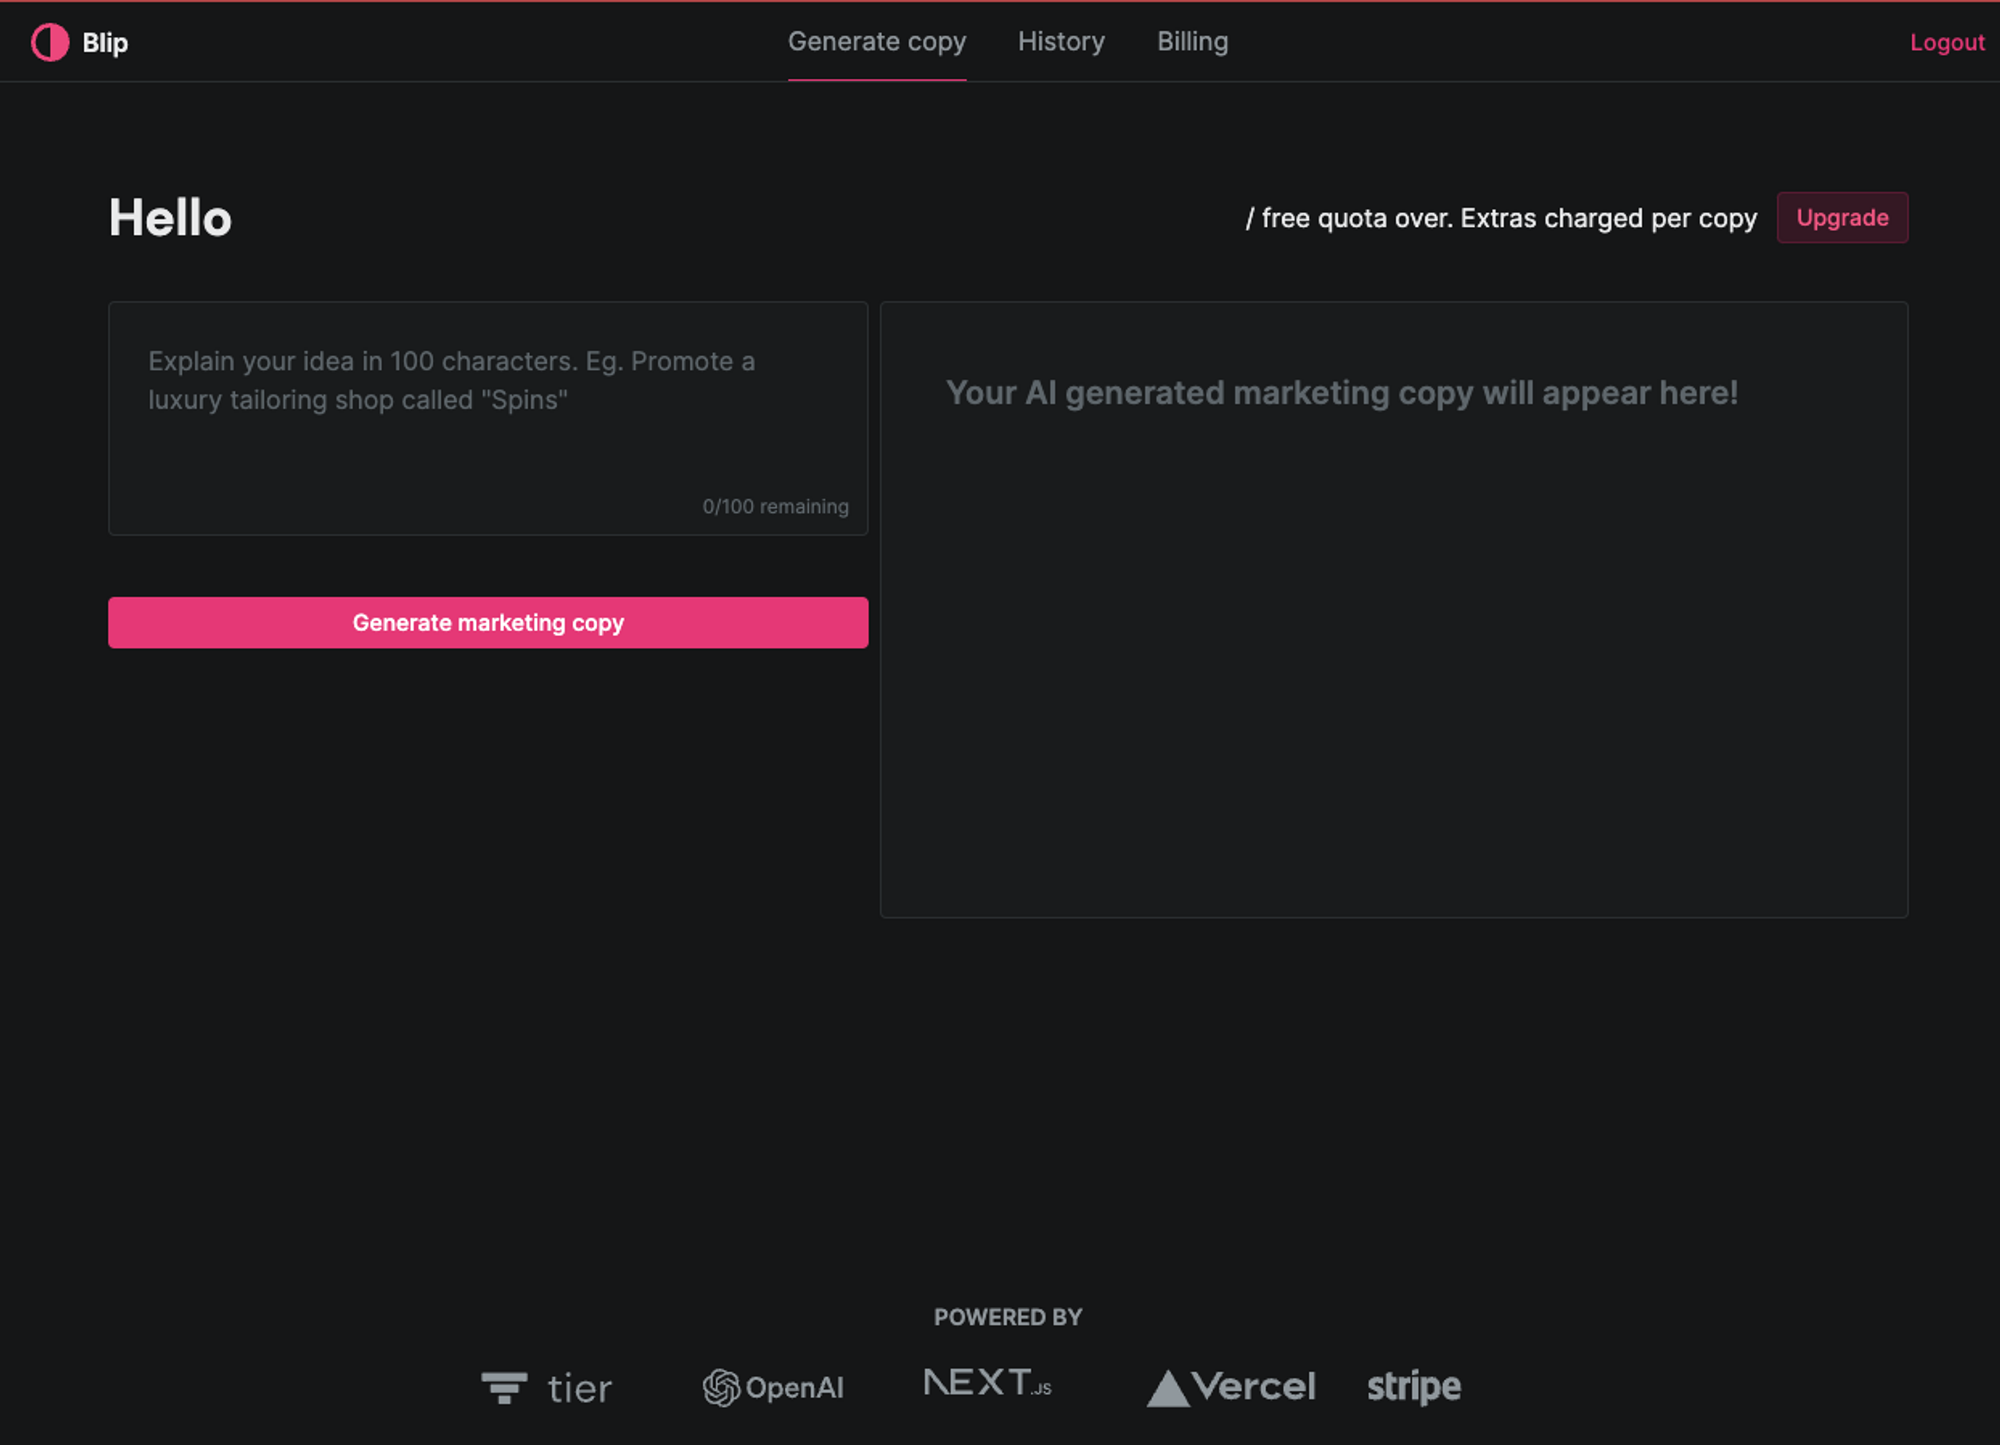 Blip
Generate copy
History
Billing
Logout
Hello
/ free quota over. Extras charged per copy
Upgrade
Explain your idea in 100 characters. Eg. Promote a
luxury tailoring shop called "Spins"
0/100 remaining
Your AI generated marketing copy will appear here!
Generate marketing copy
POWERED BY
tier
OpenAI
NEXT.JS
Vercel
stripe